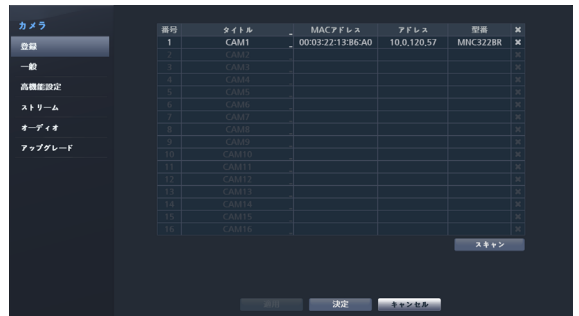 カメラ
登録
一般
高機能設定
ストリーム
オーディオ
アップグレード
番号 タイトル _ MACアドレス アドレス 型番 ✖
1 CAM1 _ 00:03:22:13:B6:A0 10,0,120,57 MNC322BR ✖
2 CAM2 _ ✖
3 CAM3 _ ✖
4 CAM4 _ ✖
5 CAM5 _ ✖
6 CAM6 _ ✖
7 CAM7 _ ✖
8 CAM8 _ ✖
9 CAM9 _ ✖
10 CAM10 _ ✖
11 CAM11 _ ✖
12 CAM12 _ ✖
13 CAM13 _ ✖
14 CAM14 _ ✖
15 CAM15 _ ✖
16 CAM16 _ ✖
スキャン
適用 決定 キャンセル